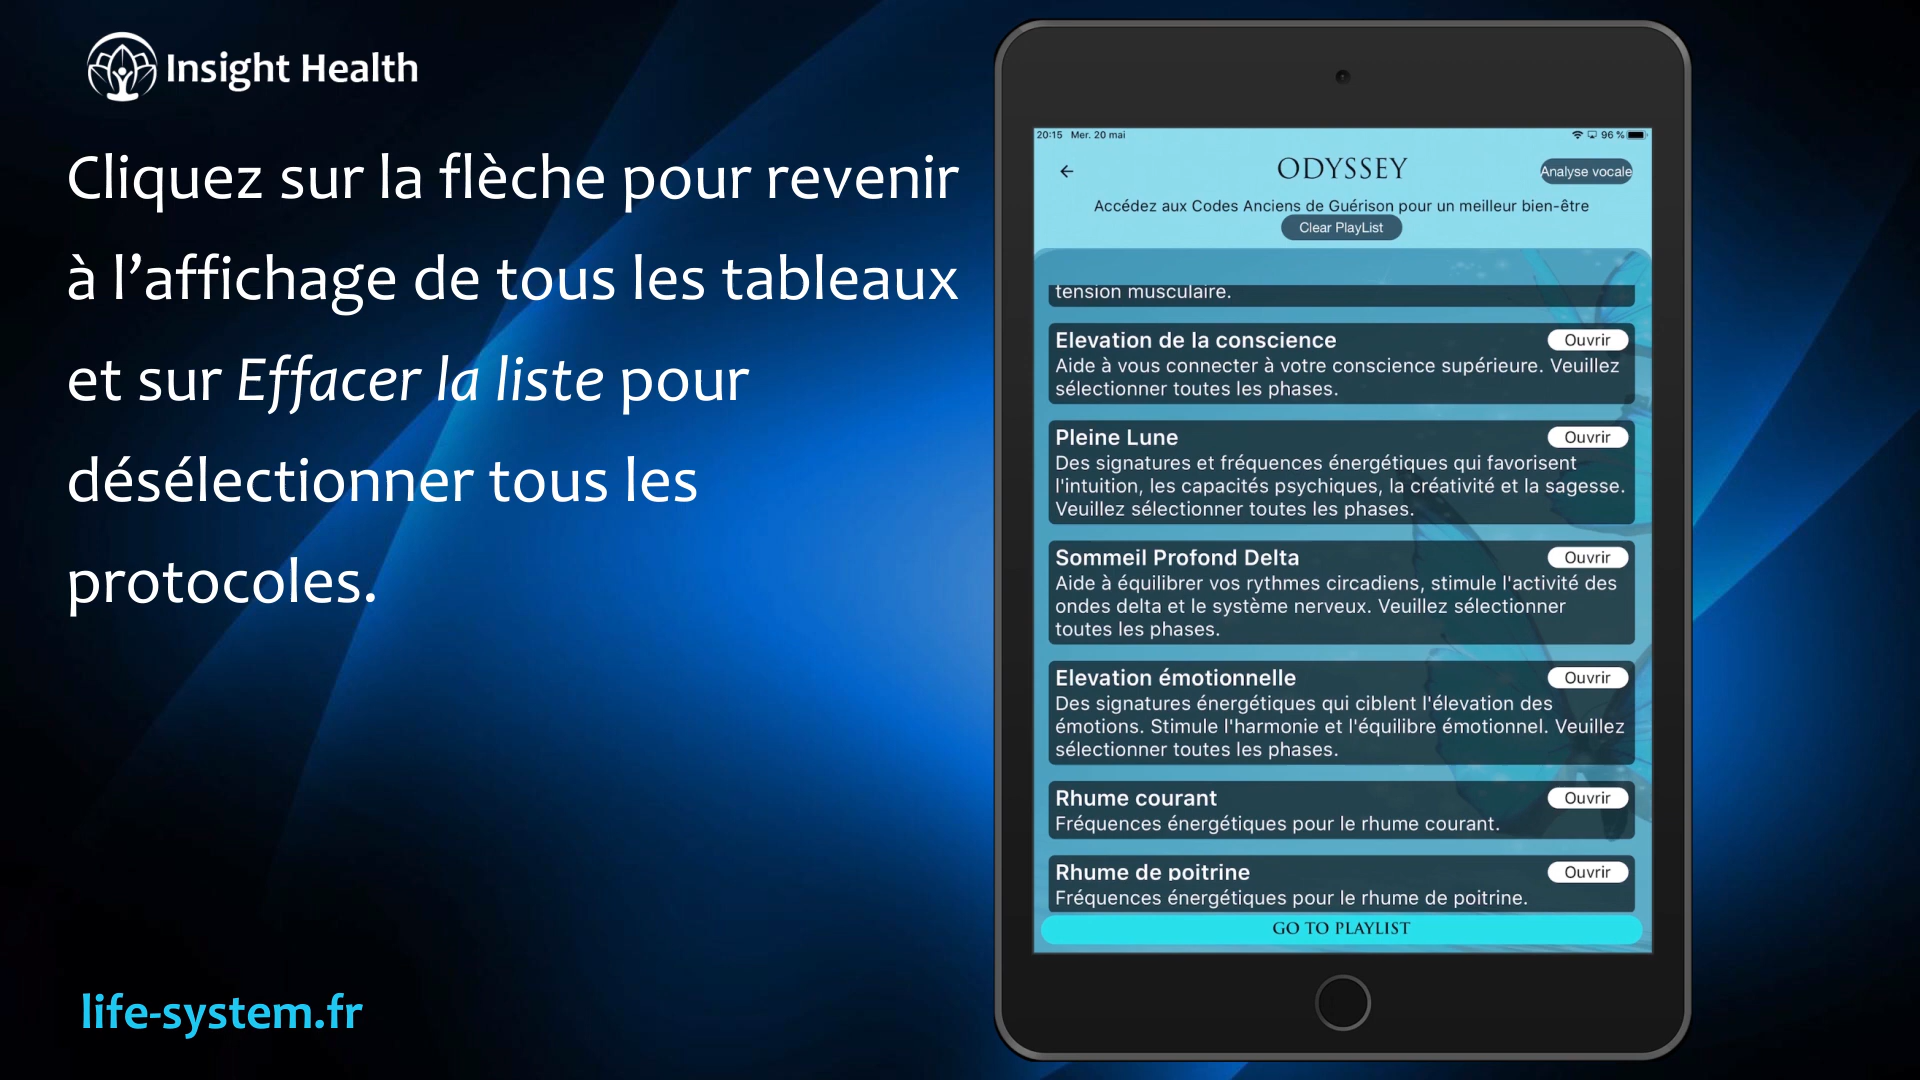 Insight Health
Cliquez sur la flèche pour revenir
à l’affichage de tous les tableaux
et sur Effacer la liste pour
désélectionner tous les
protocoles.
life-system.fr
20:15 Mer. 20 mai
96 %
ODYSSEY
Analyse vocale
Accédez aux Codes Anciens de Guérison pour un meilleur bien-être
Clear PlayList
tension musculaire.
Elevation de la conscience
Ouvrir
Aide à vous connecter à votre conscience supérieure. Veuillez
sélectionner toutes les phases.
Pleine Lune
Ouvrir
Des signatures et fréquences énergétiques qui favorisent
l'intuition, les capacités psychiques, la créativité et la sagesse.
Veuillez sélectionner toutes les phases.
Sommeil Profond Delta
Ouvrir
Aide à équilibrer vos rythmes circadiens, stimule l'activité des
ondes delta et le système nerveux. Veuillez sélectionner
toutes les phases.
Elevation émotionnelle
Ouvrir
Des signatures énergétiques qui ciblent l'élevation des
émotions. Stimule l'harmonie et l'équilibre émotionnel. Veuillez
sélectionner toutes les phases.
Rhume courant
Ouvrir
Fréquences énergétiques pour le rhume courant.
Rhume de poitrine
Ouvrir
Fréquences énergétiques pour le rhume de poitrine.
GO TO PLAYLIST